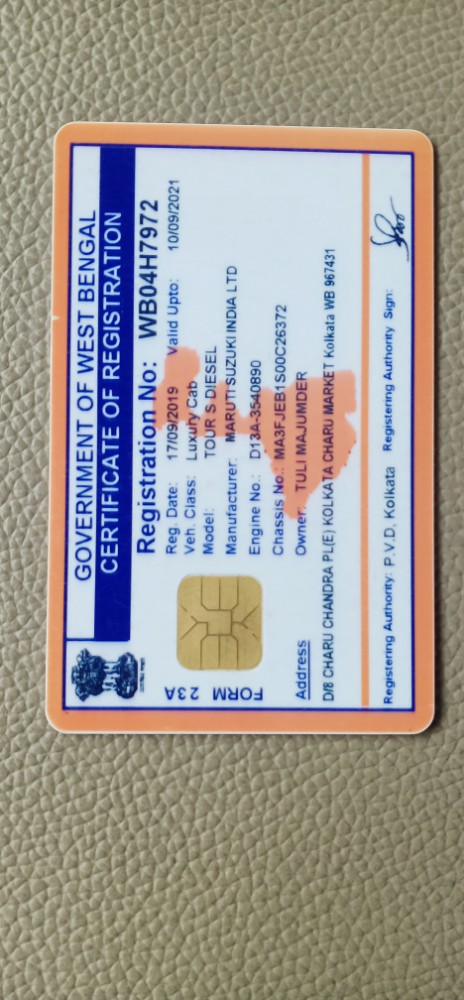 GOVERNMENT OF WEST BENGAL
CERTIFICATE OF REGISTRATION
Registration No: WB04H7972
Reg. Date: 17/09/2019 Valid Upto: 10/09/2021
Veh. Class: Luxury Cab
Model: TOUR S DIESEL
Manufacturer: MARUTI SUZUKI INDIA LTD
Engine No.: D13A-3540890
Chassis No.: MA3FJEB1S00C26372
Owner: TULI MAJUMDER
FORM 23A
Address
D/8 CHARU CHANDRA PL(E) KOLKATA CHARU MARKET Kolkata WB 967431
Registering Authority: P.V.D, Kolkata Registering Authority Sign: